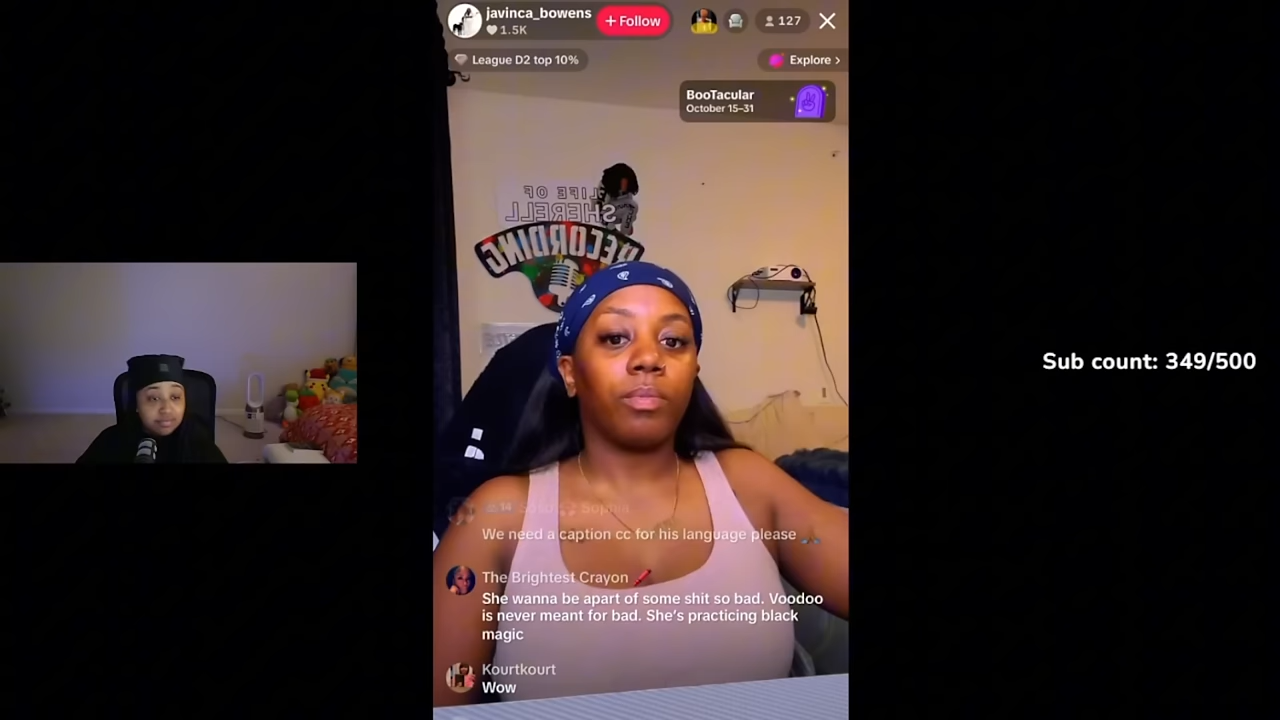 javinca_bowens
1.5K
+ Follow
127
League D2 top 10%
Explore >
BooTacular
October 15–31
LIFE OF
SHERELL
RECORDING
Sub count: 349/500
14
We need a caption cc for his language please 🙏
The Brightest Crayon 🖍️
She wanna be apart of some shit so bad. Voodoo
is never meant for bad. She's practicing black
magic
Kourtkourt
Wow